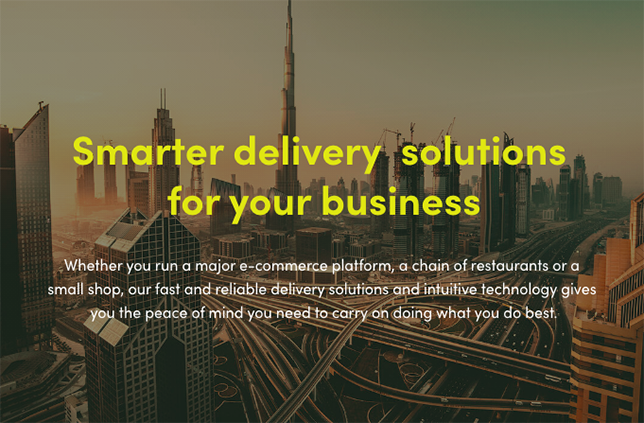 Smarter delivery  solutions
for your business
Whether you run a major e-commerce platform, a chain of restaurants or a
small shop, our fast and reliable delivery solutions and intuitive technology gives
you the peace of mind you need to carry on doing what you do best.